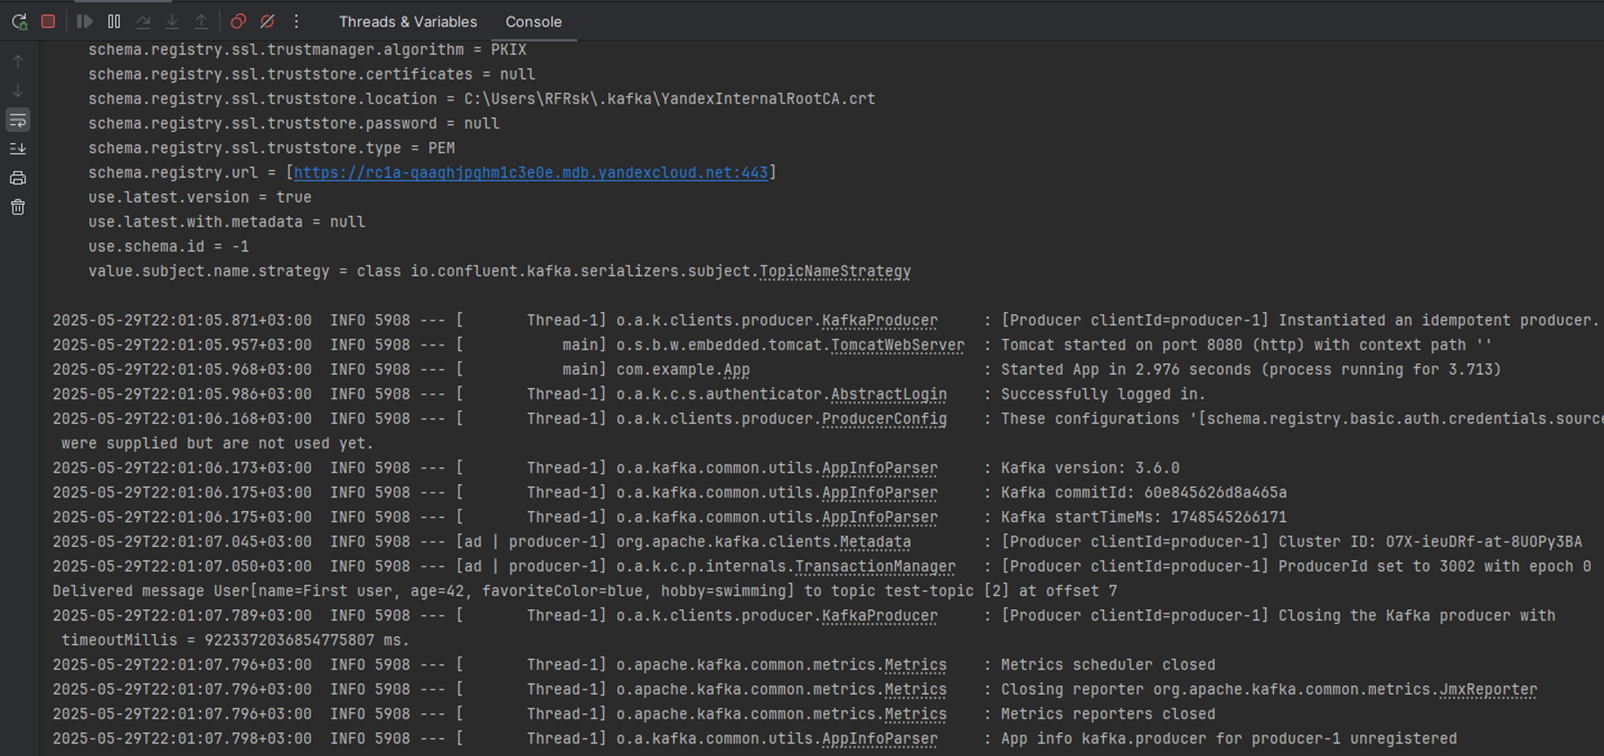 Threads & Variables Console
schema.registry.ssl.trustmanager.algorithm = PKIX
schema.registry.ssl.truststore.certificates = null
schema.registry.ssl.truststore.location = C:\Users\RFRsk\.kafka\YandexInternalRootCA.crt
schema.registry.ssl.truststore.password = null
schema.registry.ssl.truststore.type = PEM
schema.registry.url = [https://rc1a-qaaghjpghm1c3e0e.mdb.yandexcloud.net:443]
use.latest.version = true
use.latest.with.metadata = null
use.schema.id = -1
value.subject.name.strategy = class io.confluent.kafka.serializers.subject.TopicNameStrategy
2025-05-29T22:01:05.871+03:00  INFO 5908 --- [       Thread-1] o.a.k.clients.producer.KafkaProducer     : [Producer clientId=producer-1] Instantiated an idempotent producer.
2025-05-29T22:01:05.957+03:00  INFO 5908 --- [           main] o.s.b.w.embedded.tomcat.TomcatWebServer  : Tomcat started on port 8080 (http) with context path ''
2025-05-29T22:01:05.968+03:00  INFO 5908 --- [           main] com.example.App                          : Started App in 2.976 seconds (process running for 3.713)
2025-05-29T22:01:05.986+03:00  INFO 5908 --- [       Thread-1] o.a.k.c.s.authenticator.AbstractLogin    : Successfully logged in.
2025-05-29T22:01:06.168+03:00  INFO 5908 --- [       Thread-1] o.a.k.clients.producer.ProducerConfig    : These configurations '[schema.registry.basic.auth.credentials.source
were supplied but are not used yet.
2025-05-29T22:01:06.173+03:00  INFO 5908 --- [       Thread-1] o.a.kafka.common.utils.AppInfoParser     : Kafka version: 3.6.0
2025-05-29T22:01:06.175+03:00  INFO 5908 --- [       Thread-1] o.a.kafka.common.utils.AppInfoParser     : Kafka commitId: 60e845626d8a465a
2025-05-29T22:01:06.175+03:00  INFO 5908 --- [       Thread-1] o.a.kafka.common.utils.AppInfoParser     : Kafka startTimeMs: 1748545266171
2025-05-29T22:01:07.045+03:00  INFO 5908 --- [ad | producer-1] org.apache.kafka.clients.Metadata        : [Producer clientId=producer-1] Cluster ID: O7X-ieuDRf-at-8UOPy3BA
2025-05-29T22:01:07.050+03:00  INFO 5908 --- [ad | producer-1] o.a.k.c.p.internals.TransactionManager   : [Producer clientId=producer-1] ProducerId set to 3002 with epoch 0
Delivered message User[name=First user, age=42, favoriteColor=blue, hobby=swimming] to topic test-topic [2] at offset 7
2025-05-29T22:01:07.789+03:00  INFO 5908 --- [       Thread-1] o.a.k.clients.producer.KafkaProducer     : [Producer clientId=producer-1] Closing the Kafka producer with
timeoutMillis = 9223372036854775807 ms.
2025-05-29T22:01:07.796+03:00  INFO 5908 --- [       Thread-1] o.apache.kafka.common.metrics.Metrics    : Metrics scheduler closed
2025-05-29T22:01:07.796+03:00  INFO 5908 --- [       Thread-1] o.apache.kafka.common.metrics.Metrics    : Closing reporter org.apache.kafka.common.metrics.JmxReporter
2025-05-29T22:01:07.796+03:00  INFO 5908 --- [       Thread-1] o.apache.kafka.common.metrics.Metrics    : Metrics reporters closed
2025-05-29T22:01:07.798+03:00  INFO 5908 --- [       Thread-1] o.a.kafka.common.utils.AppInfoParser     : App info kafka.producer for producer-1 unregistered